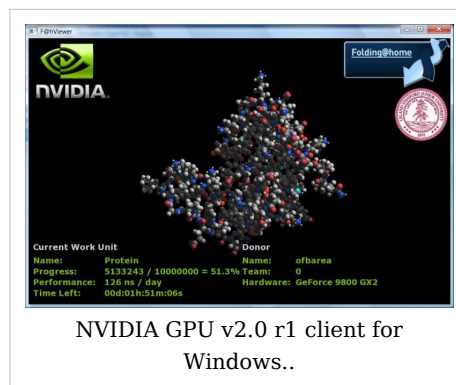 F@hViewer
NVIDIA.
Folding@home
Current Work Unit
Name: Protein
Progress: 5133243 / 10000000 = 51.3%
Performance: 126 ns / day
Time Left: 00d:01h:51m:06s
Donor
Name: ofbarea
Team: 0
Hardware: GeForce 9800 GX2
NVIDIA GPU v2.0 r1 client for
Windows..